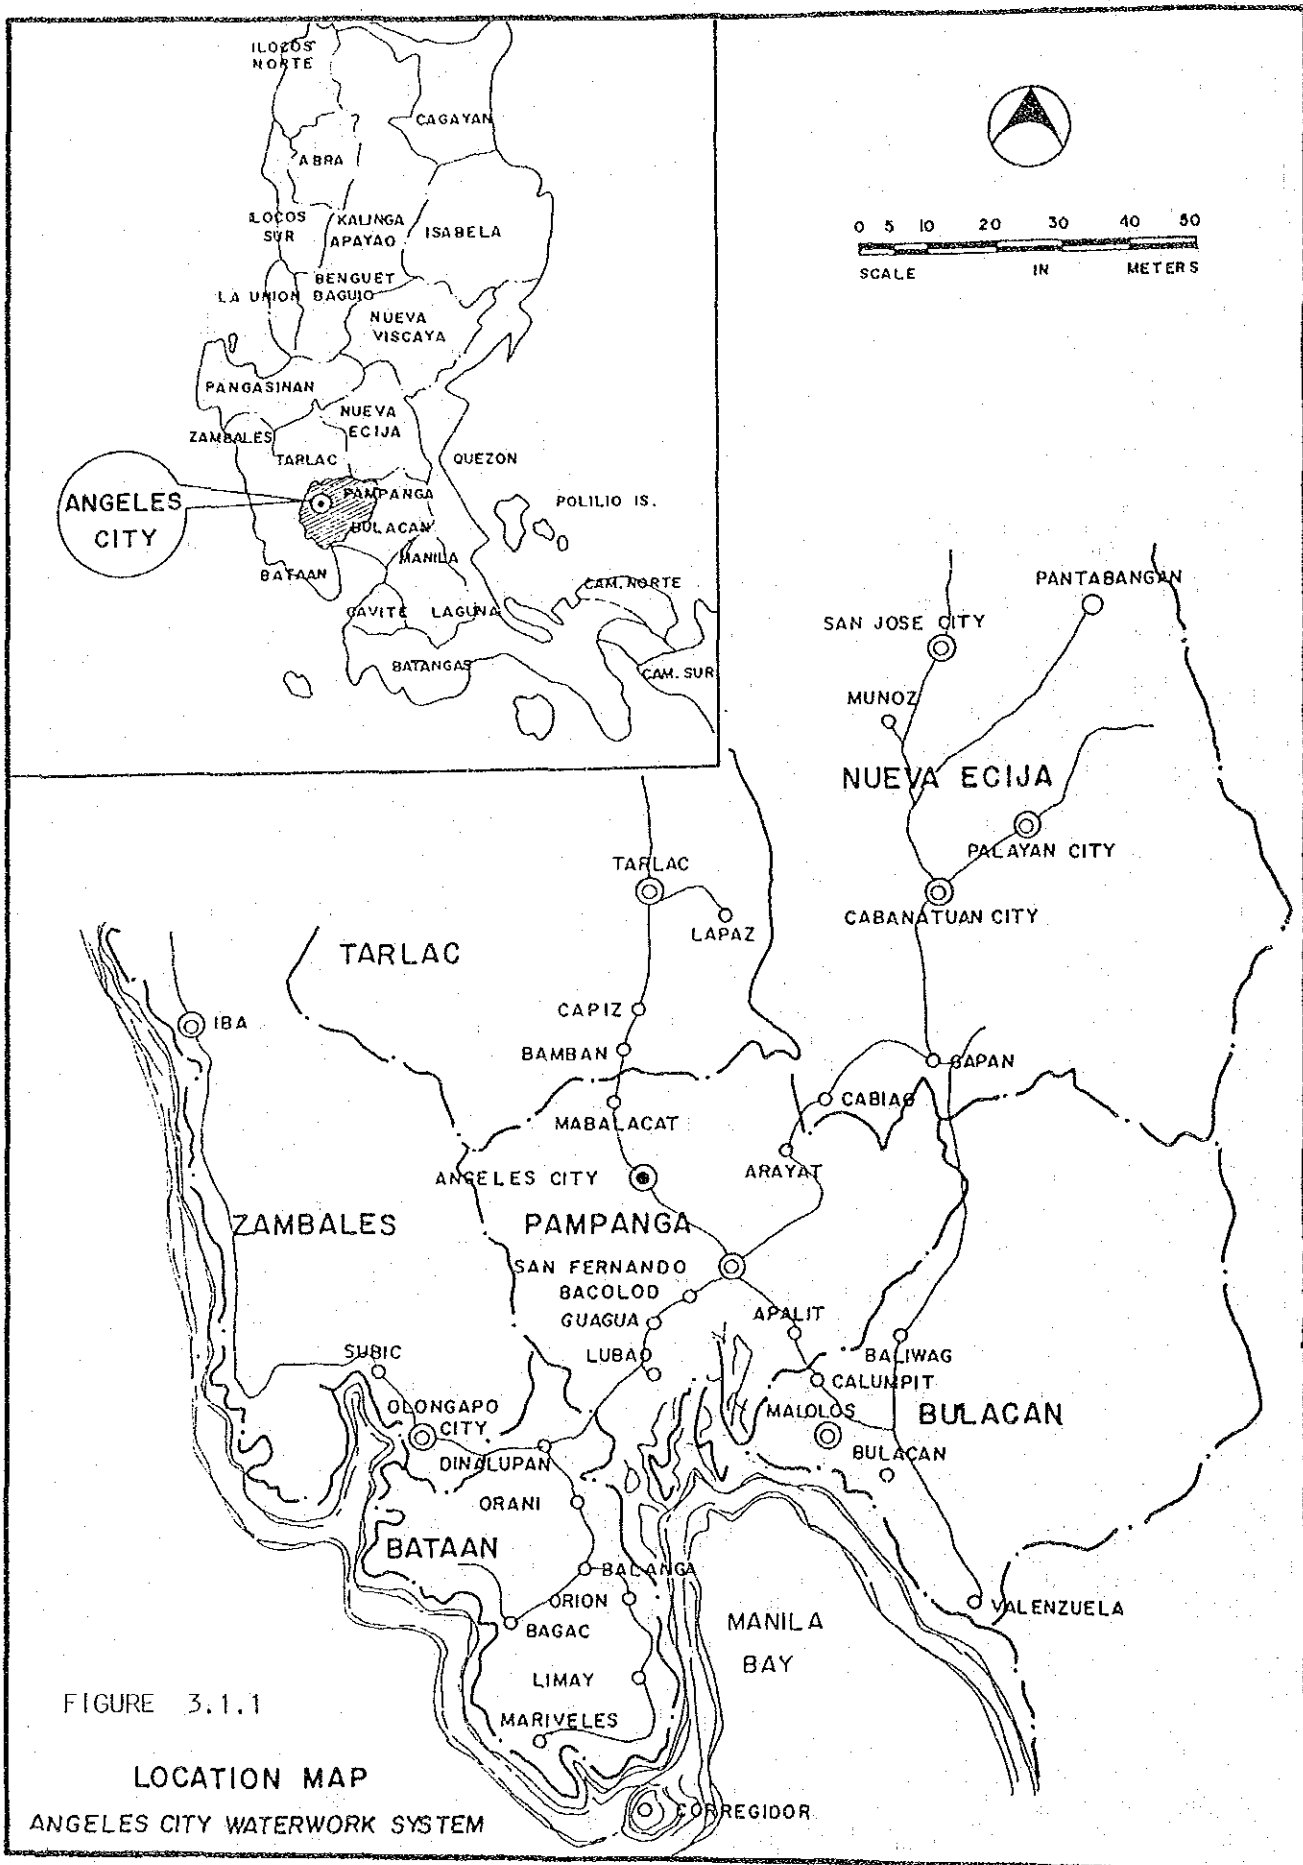 ILOCOS
NORTE
CAGAYAN
ABRA
ILOCOS
SUR
KALINGA
APAYAO
ISABELA
BENGUET
LA UNION BAGUIO
NUEVA
VISCAYA
PANGASINAN
NUEVA
ECIJA
ZAMBALES
TARLAC
QUEZON
ANGELES
CITY
PAMPANGA
POLILIO IS.
BULACAN
MANILA
BATAAN
CAM. NORTE
CAVITE LAGUNA
BATANGAS
CAM. SUR
0 5 10 20 30 40 50
SCALE IN METERS
PANTABANGAN
SAN JOSE CITY
MUNOZ
NUEVA ECIJA
PALAYAN CITY
TARLAC
CABANATUAN CITY
LAPAZ
TARLAC
CAPIZ
IBA
BAMBAN
GAPAN
CABIAO
MABALACAT
ARAYAT
ANGELES CITY
ZAMBALES
PAMPANGA
SAN FERNANDO
BACOLOD
GUAGUA
APALIT
SUBIC
LUBAO
BALIWAG
CALUMPIT
OLONGAPO
CITY
MALOLOS
BULACAN
BULACAN
DINALUPAN
ORANI
BATAAN
BALANGA
ORION
VALENZUELA
BAGAC
MANILA
BAY
LIMAY
MARIVELES
CORREGIDOR
FIGURE 3.1.1
LOCATION MAP
ANGELES CITY WATERWORK SYSTEM